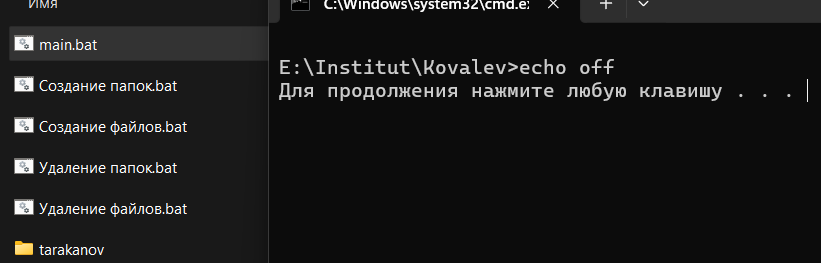 Имя
main.bat
Создание папок.bat
Создание файлов.bat
Удаление папок.bat
Удаление файлов.bat
tarakanov
C:\Windows\system32\cmd.e
E:\Institut\Kovalev>echo off
Для продолжения нажмите любую клавишу . . .